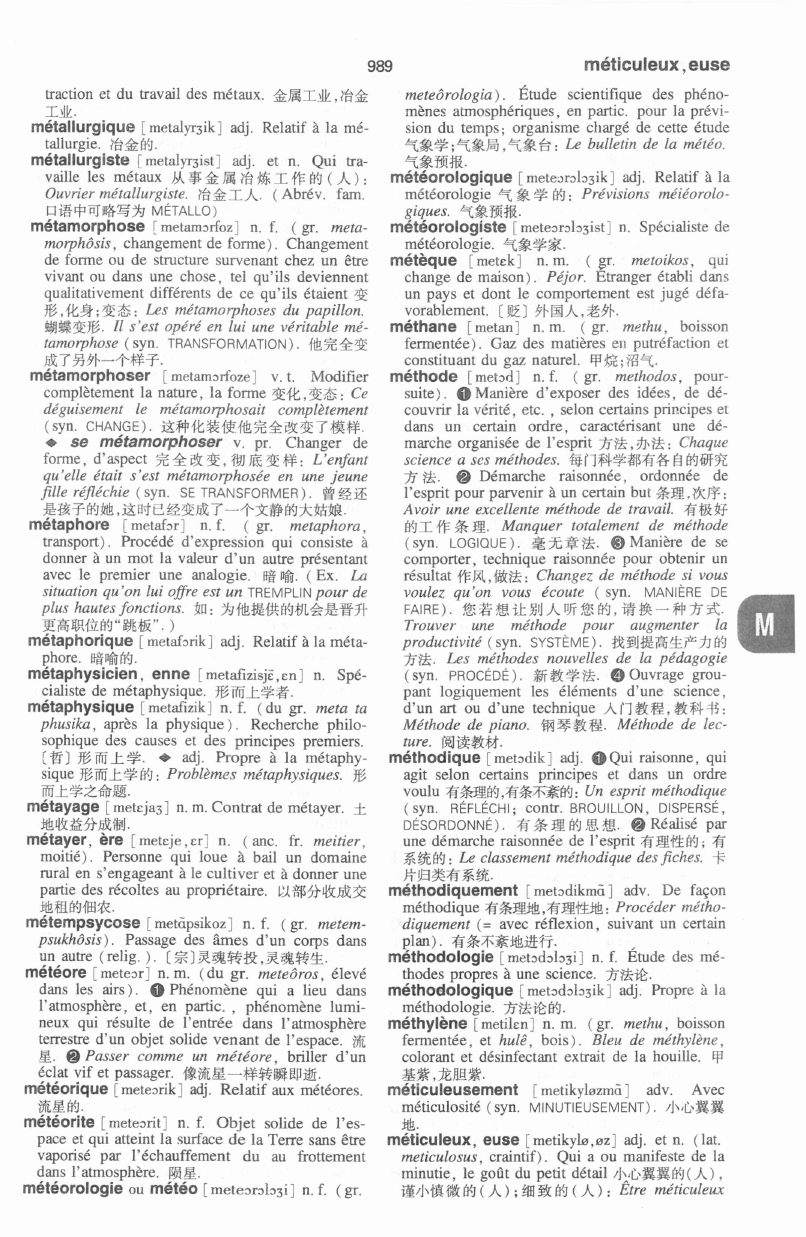 989
méticuleux, euse
traction et du travail des métaux. 金属工业,冶金
工业.
métallurgique [metalyrʒik] adj. Relatif à la mé-
tallurgie. 冶金的.
métallurgiste [metalyrʒist] adj. et n. Qui tra-
vaille les métaux 从事金属冶炼工作的(人):
Ouvrier métallurgiste. 冶金工人. (Abrév. fam.
口语中可略写为 MÉTALLO)
métamorphose [metamɔrfoz] n. f. (gr. meta-
morphôsis, changement de forme). Changement
de forme ou de structure survenant chez un être
vivant ou dans une chose, tel qu'ils deviennent
qualitativement différents de ce qu'ils étaient 变
形,化身;变态: Les métamorphoses du papillon.
蝴蝶变形. Il s'est opéré en lui une véritable mé-
tamorphose (syn. TRANSFORMATION). 他完全变
成了另外一个样子.
métamorphoser [metamɔrfoze] v. t. Modifier
complètement la nature, la forme 变化,变态: Ce
déguisement le métamorphosait complètement
(syn. CHANGE). 这种化装使他完全改变了模样.
◆ se métamorphoser v. pr. Changer de
forme, d'aspect 完全改变,彻底变样: L'enfant
qu'elle était s'est métamorphosée en une jeune
fille réfléchie (syn. SE TRANSFORMER). 曾经还
是孩子的她,这时已经变成了一个文静的大姑娘.
métaphore [metafɔr] n. f. (gr. metaphora,
transport). Procédé d'expression qui consiste à
donner à un mot la valeur d'un autre présentant
avec le premier une analogie. 暗喻. (Ex. La
situation qu'on lui offre est un TREMPLIN pour de
plus hautes fonctions. 如: 为他提供的机会是晋升
更高职位的“跳板”.)
métaphorique [metafɔrik] adj. Relatif à la méta-
phore. 暗喻的.
métaphysicien, enne [metafizisjɛ̃,ɛn] n. Spé-
cialiste de métaphysique. 形而上学者.
métaphysique [metafizik] n. f. (du gr. meta ta
phusika, après la physique). Recherche philo-
sophique des causes et des principes premiers.
〔哲〕形而上学. ◆ adj. Propre à la métaphy-
sique 形而上学的: Problèmes métaphysiques. 形
而上学之命题.
métayage [metɛjaʒ] n. m. Contrat de métayer. 土
地收益分成制.
métayer, ère [meteje,ɛr] n. (anc. fr. meitier,
moitié). Personne qui loue à bail un domaine
rural en s'engageant à le cultiver et à donner une
partie des récoltes au propriétaire. 以部分收成交
地租的佃农.
métempsycose [metɑ̃psikoz] n. f. (gr. metem-
psukhôsis). Passage des âmes d'un corps dans
un autre (relig.). 〔宗〕灵魂转投,灵魂转生.
météore [meteɔr] n. m. (du gr. meteôros, élevé
dans les airs). ❶ Phénomène qui a lieu dans
l'atmosphère, et, en partic., phénomène lumi-
neux qui résulte de l'entrée dans l'atmosphère
terrestre d'un objet solide venant de l'espace. 流
星. ❷ Passer comme un météore, briller d'un
éclat vif et passager. 像流星一样转瞬即逝.
météorique [meteɔrik] adj. Relatif aux météores.
流星的.
météorite [meteɔrit] n. f. Objet solide de l'es-
pace et qui atteint la surface de la Terre sans être
vaporisé par l'échauffement du au frottement
dans l'atmosphère. 陨星.
météorologie ou météo [meteɔrɔlɔʒi] n. f. (gr.
meteôrologia). Étude scientifique des phéno-
mènes atmosphériques, en partic. pour la prévi-
sion du temps; organisme chargé de cette étude
气象学;气象局,气象台: Le bulletin de la météo.
气象预报.
météorologique [meteɔrɔlɔʒik] adj. Relatif à la
météorologie 气象学的: Prévisions méiéorolo-
giques. 气象预报.
météorologiste [meteɔrɔlɔʒist] n. Spécialiste de
météorologie. 气象学家.
métèque [metek] n. m. (gr. metoikos, qui
change de maison). Péjor. Étranger établi dans
un pays et dont le comportement est jugé défa-
vorablement. 〔贬〕外国人,老外.
méthane [metan] n. m. (gr. methu, boisson
fermentée). Gaz des matières en putréfaction et
constituant du gaz naturel. 甲烷;沼气.
méthode [metɔd] n. f. (gr. methodos, pour-
suite). ❶ Manière d'exposer des idées, de dé-
couvrir la vérité, etc., selon certains principes et
dans un certain ordre, caractérisant une dé-
marche organisée de l'esprit 方法,办法: Chaque
science a ses méthodes. 每门科学都有各自的研究
方法. ❷ Démarche raisonnée, ordonnée de
l'esprit pour parvenir à un certain but 条理,次序:
Avoir une excellente méthode de travail. 有极好
的工作条理. Manquer totalement de méthode
(syn. LOGIQUE). 毫无章法. ❸ Manière de se
comporter, technique raisonnée pour obtenir un
résultat 作风,做法: Changez de méthode si vous
voulez qu'on vous écoute (syn. MANIÈRE DE
FAIRE). 您若想让别人听您的,请换一种方式.
Trouver une méthode pour augmenter la
productivité (syn. SYSTÈME). 找到提高生产力的
方法. Les méthodes nouvelles de la pédagogie
(syn. PROCÉDÉ). 新教学法. ❹ Ouvrage grou-
pant logiquement les éléments d'une science,
d'un art ou d'une technique 入门教程,教科书:
Méthode de piano. 钢琴教程. Méthode de lec-
ture. 阅读教材.
méthodique [metɔdik] adj. ❶ Qui raisonne, qui
agit selon certains principes et dans un ordre
voulu 有条理的,有条不紊的: Un esprit méthodique
(syn. RÉFLÉCHI; contr. BROUILLON, DISPERSÉ,
DÉSORDONNÉ). 有条理的思想. ❷ Réalisé par
une démarche raisonnée de l'esprit 有理性的; 有
系统的: Le classement méthodique des fiches. 卡
片归类有系统.
méthodiquement [metɔdikmɑ̃] adv. De façon
méthodique 有条理地,有理性地: Procéder métho-
diquement (= avec réflexion, suivant un certain
plan). 有条不紊地进行.
méthodologie [metɔdɔlɔʒi] n. f. Étude des mé-
thodes propres à une science. 方法论.
méthodologique [metɔdɔlɔʒik] adj. Propre à la
méthodologie. 方法论的.
méthylène [metilɛn] n. m. (gr. methu, boisson
fermentée, et hulê, bois). Bleu de méthylène,
colorant et désinfectant extrait de la houille. 甲
基紫,龙胆紫.
méticuleusement [metikyløzmɑ̃] adv. Avec
méticulosité (syn. MINUTIEUSEMENT). 小心翼翼
地.
méticuleux, euse [metikylø,øz] adj. et n. (lat.
meticulosus, craintif). Qui a ou manifeste de la
minutie, le goût du petit détail 小心翼翼的(人),
谨小慎微的(人);细致的(人): Être méticuleux
M